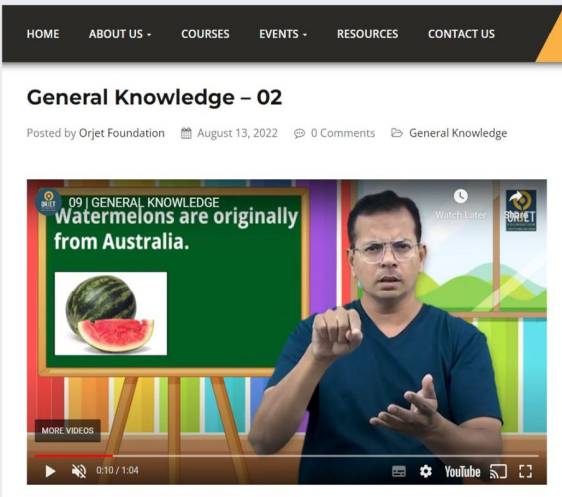 HOME ABOUT US COURSES EVENTS RESOURCES CONTACT US
General Knowledge – 02
Posted by Orjet Foundation August 13, 2022 0 Comments General Knowledge
ORJET
09 | GENERAL KNOWLEDGE
Watch Later
Share
Watermelons are originally
from Australia.
MORE VIDEOS
0:10 / 1:04
YouTube